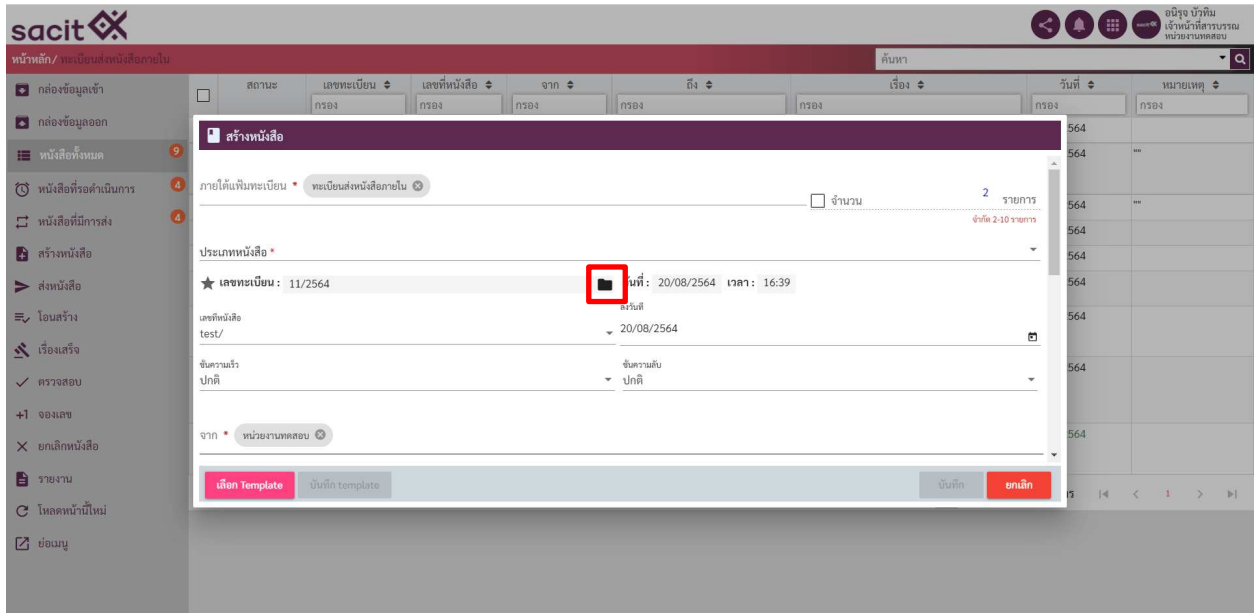 sacit
อนิรุจ บัวทิม
เจ้าหน้าที่สารบรรณ
หน่วยงานทดสอบ
หน้าหลัก/ ทะเบียนส่งหนังสือภายใน
ค้นหา
กล่องข้อมูลเข้า
กล่องข้อมูลออก
หนังสือทั้งหมด 9
หนังสือที่รอดำเนินการ 4
หนังสือที่มีการส่ง 4
สร้างหนังสือ
ส่งหนังสือ
โอนสร้าง
เรื่องเสร็จ
ตรวจสอบ
+1 จองเลข
ยกเลิกหนังสือ
รายงาน
โหลดหน้านี้ใหม่
ย่อเมนู
สถานะ เลขทะเบียน เลขที่หนังสือ จาก ถึง เรื่อง วันที่ หมายเหตุ
กรอง กรอง กรอง กรอง กรอง กรอง กรอง
564
564 ""
564 ""
564
564
564
564
564
564
สร้างหนังสือ
ภายใต้แฟ้มทะเบียน * ทะเบียนส่งหนังสือภายใน
จำนวน 2 รายการ
จำกัด 2-10 รายการ
ประเภทหนังสือ *
เลขทะเบียน : 11/2564
วันที่ : 20/08/2564 เวลา : 16:39
เลขที่หนังสือ
test/
ลงวันที่
20/08/2564
ชั้นความเร็ว
ปกติ
ชั้นความลับ
ปกติ
จาก * หน่วยงานทดสอบ
เลือก Template บันทึก template บันทึก ยกเลิก
1